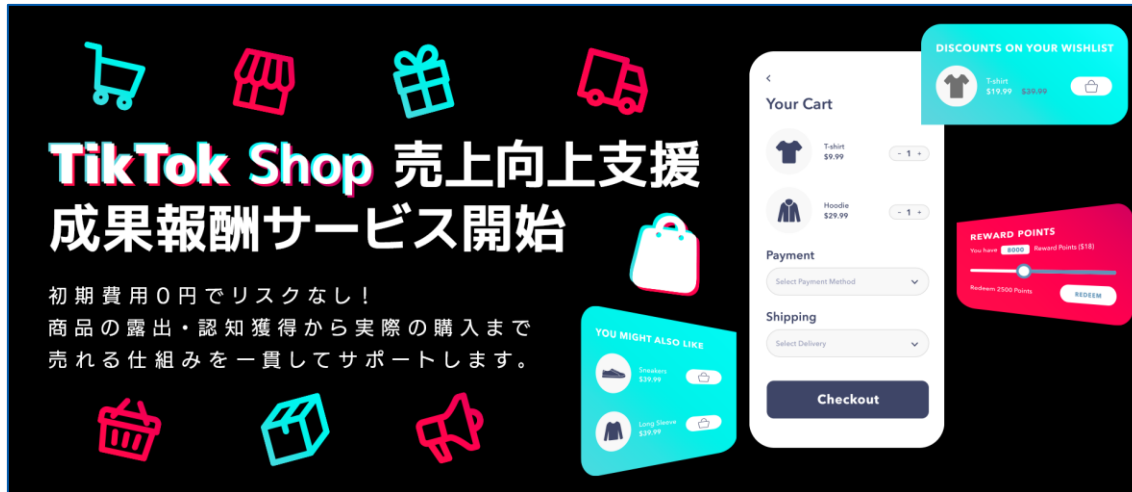 TikTok Shop 売上向上支援
成果報酬サービス開始
初期費用0円でリスクなし!
商品の露出・認知獲得から実際の購入まで
売れる仕組みを一貫してサポートします。
YOU MIGHT ALSO LIKE
Sneakers
$39.99
Long Sleeve
$39.99
Your Cart
T-shirt
$9.99
- 1 +
Hoodie
$29.99
- 1 +
Payment
Select Payment Method
Shipping
Select Delivery
Checkout
DISCOUNTS ON YOUR WISHLIST
T-shirt
$19.99 $39.99
REWARD POINTS
You have 8000 Reward Points ($18)
Redeem 2500 Points
REDEEM